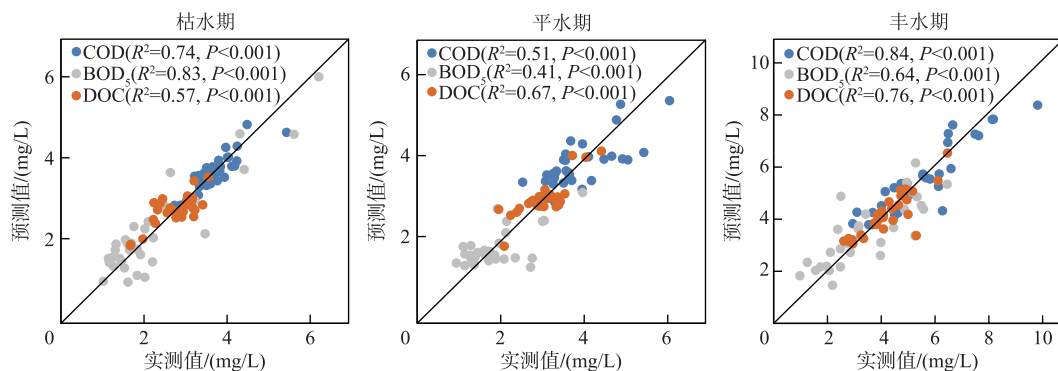 枯水期
COD(R²=0.74, P<0.001)
BOD₅(R²=0.83, P<0.001)
DOC(R²=0.57, P<0.001)
6
4
2
0
2
4
6
预测值/(mg/L)
实测值/(mg/L)
平水期
COD(R²=0.51, P<0.001)
BOD₅(R²=0.41, P<0.001)
DOC(R²=0.67, P<0.001)
6
4
2
0
2
4
6
预测值/(mg/L)
实测值/(mg/L)
丰水期
COD(R²=0.84, P<0.001)
BOD₅(R²=0.64, P<0.001)
DOC(R²=0.76, P<0.001)
10
8
6
4
2
0
2
4
6
8
10
预测值/(mg/L)
实测值/(mg/L)